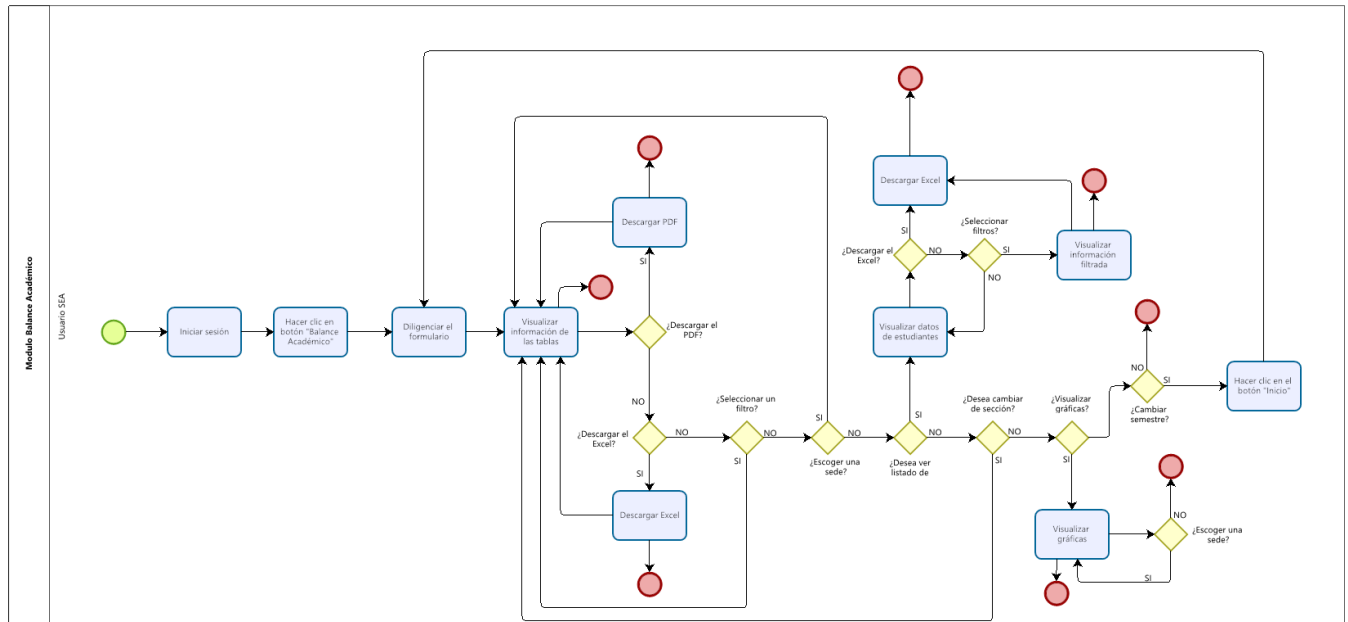 Modulo Balance Académico
Usuario SEA
Iniciar sesión
Hacer clic en
botón "Balance
Académico"
Diligenciar el
formulario
Visualizar
información de
las tablas
Descargar PDF
SI
¿Descargar el
PDF?
NO
¿Descargar el
Excel?
NO
SI
Descargar Excel
¿Seleccionar un
filtro?
NO
SI
SI
NO
¿Escoger una
sede?
SI
NO
¿Desea ver
listado de
Visualizar datos
de estudiantes
¿Descargar el
Excel?
SI
NO
Descargar Excel
¿Seleccionar
filtros?
SI
NO
Visualizar
información
filtrada
¿Desea cambiar
de sección?
NO
SI
¿Visualizar
gráficas?
NO
SI
Visualizar
gráficas
NO
¿Escoger una
sede?
SI
NO
SI
¿Cambiar
semestre?
Hacer clic en el
botón "Inicio"